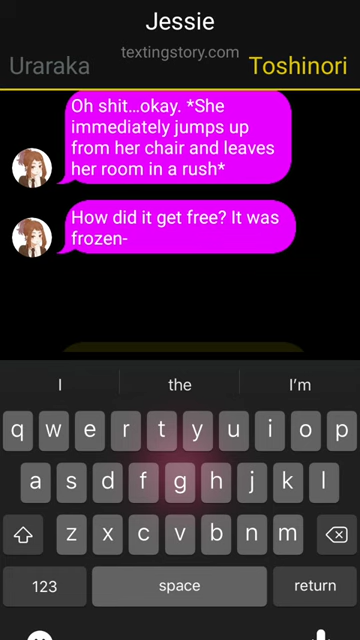 Jessie
textingstory.com
Uraraka
Toshinori
Oh shit...okay. *She
immediately jumps up
from her chair and leaves
her room in a rush*
How did it get free? It was
frozen-
I the I'm
q w e r t y u i o p
a s d f g h j k l
z x c v b n m
123 space return